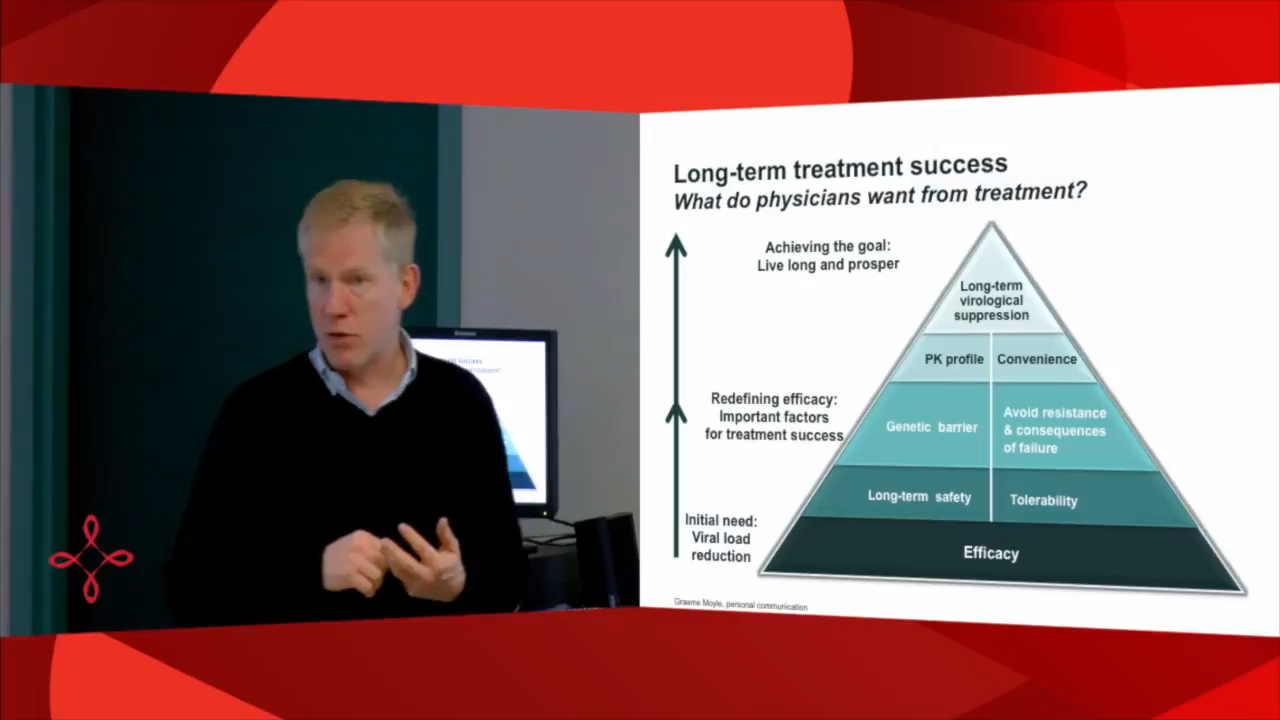 Long-term treatment success
What do physicians want from treatment?
Achieving the goal:
Live long and prosper
Long-term
virological
suppression
PK profile
Convenience
Redefining efficacy:
Important factors
for treatment success
Genetic barrier
Avoid resistance
& consequences
of failure
Long-term safety
Tolerability
Initial need:
Viral load
reduction
Efficacy
Graeme Moyle, personal communication